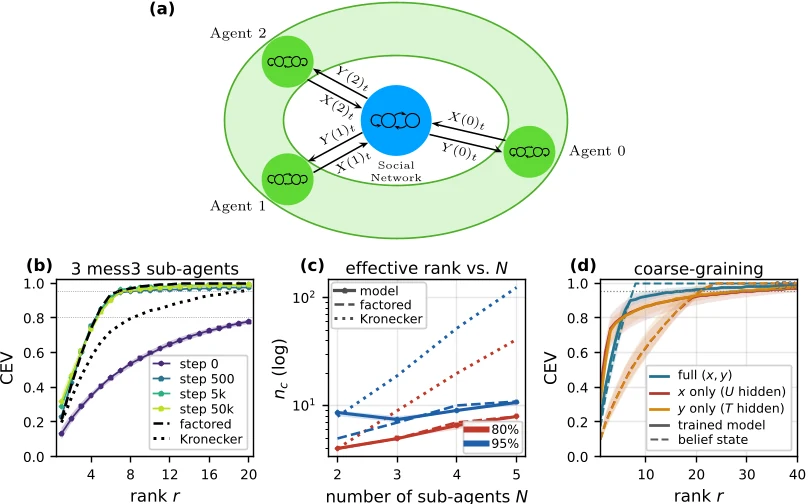 (a)
Agent 2
Y(2)t
X(2)t
Y(1)t
X(1)t
X(0)t
Y(0)t
Agent 0
Social
Network
Agent 1
(b)
3 mess3 sub-agents
CEV
1.0
0.8
0.6
0.4
0.2
0.0
step 0
step 500
step 5k
step 50k
factored
Kronecker
4 8 12 16 20
rank r
(c)
effective rank vs. N
model
factored
Kronecker
n_c (log)
10²
10¹
80%
95%
2 3 4 5
number of sub-agents N
(d)
coarse-graining
CEV
1.0
0.8
0.6
0.4
0.2
0.0
full (x, y)
x only (U hidden)
y only (T hidden)
trained model
belief state
10 20 30 40
rank r